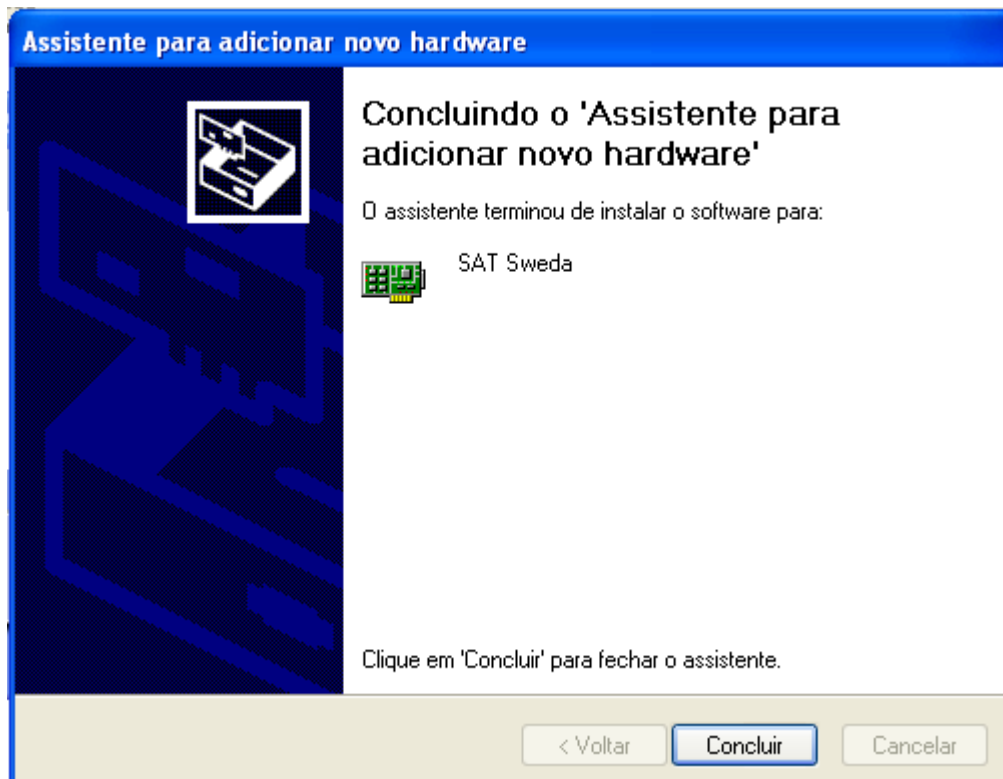 Assistente para adicionar novo hardware
Concluindo o 'Assistente para
adicionar novo hardware'
O assistente terminou de instalar o software para:
SAT Sweda
Clique em 'Concluir' para fechar o assistente.
< Voltar
Concluir
Cancelar